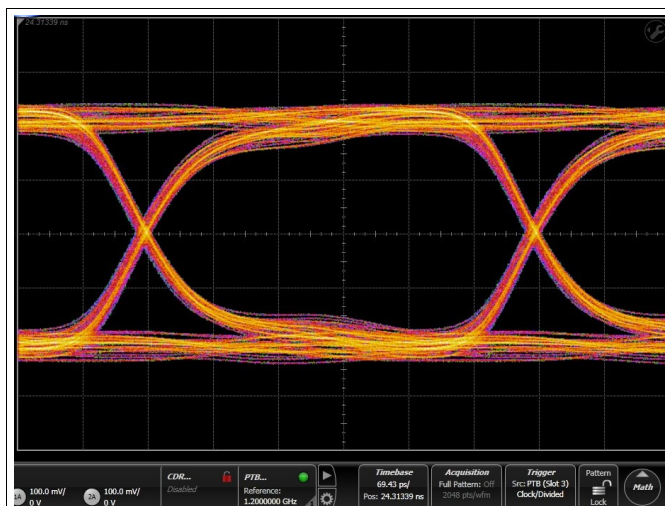 24.31339 ns
CDR...
Disabled
PTB...
Reference:
1.2000000 GHz
Timebase
69.43 ps/
Pos: 24.31339 ns
Acquisition
Full Pattern: Off
2048 pts/wfm
Trigger
Src: PTB (Slot 3)
Clock/Divided
Pattern
Lock
Math
1A
100.0 mV/
0 V
2A
100.0 mV/
0 V